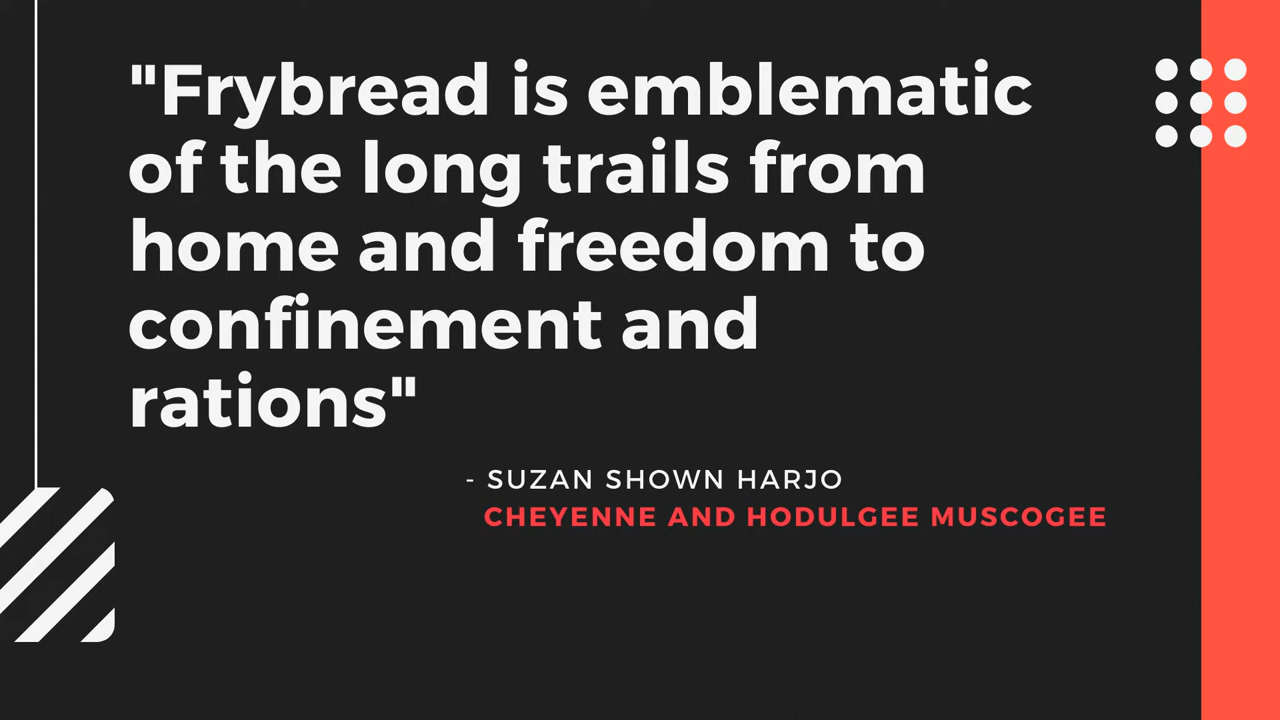 "Frybread is emblematic
of the long trails from
home and freedom to
confinement and
rations"
- SUZAN SHOWN HARJO
CHEYENNE AND HODULGEE MUSCOGEE